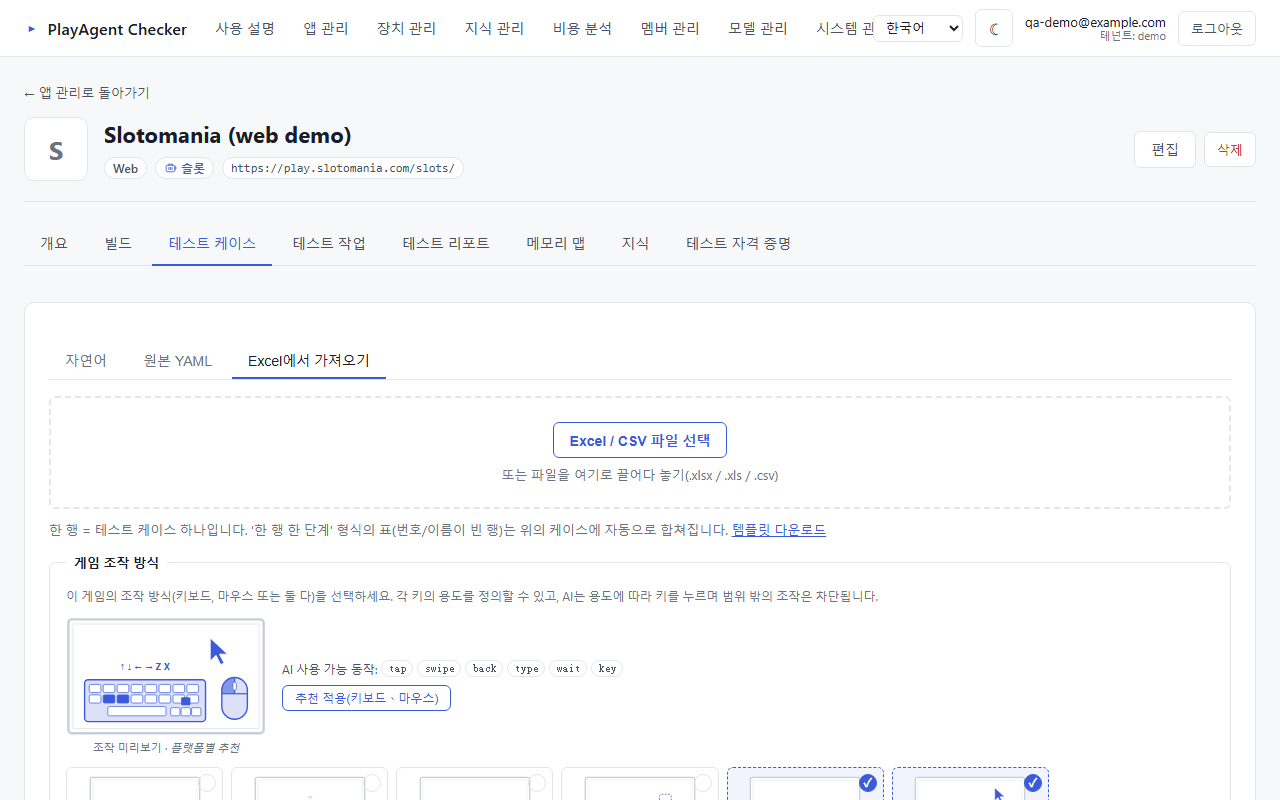 PlayAgent Checker
사용 설명
앱 관리
장치 관리
지식 관리
비용 분석
멤버 관리
모델 관리
시스템 관
한국어
qa-demo@example.com
테넌트: demo
로그아웃
← 앱 관리로 돌아가기
S
Slotomania (web demo)
Web
슬롯
https://play.slotomania.com/slots/
편집
삭제
개요
빌드
테스트 케이스
테스트 작업
테스트 리포트
메모리 맵
지식
테스트 자격 증명
자연어
원본 YAML
Excel에서 가져오기
Excel / CSV 파일 선택
또는 파일을 여기로 끌어다 놓기(.xlsx / .xls / .csv)
한 행 = 테스트 케이스 하나입니다. '한 행 한 단계' 형식의 표(번호/이름이 빈 행)는 위의 케이스에 자동으로 합쳐집니다. 템플릿 다운로드
게임 조작 방식
이 게임의 조작 방식(키보드, 마우스 또는 둘 다)을 선택하세요. 각 키의 용도를 정의할 수 있고, AI는 용도에 따라 키를 누르며 범위 밖의 조작은 차단됩니다.
↑↓←→ZX
AI 사용 가능 동작: tap swipe back type wait key
추천 적용(키보드、마우스)
조작 미리보기 · 플랫폼별 추천